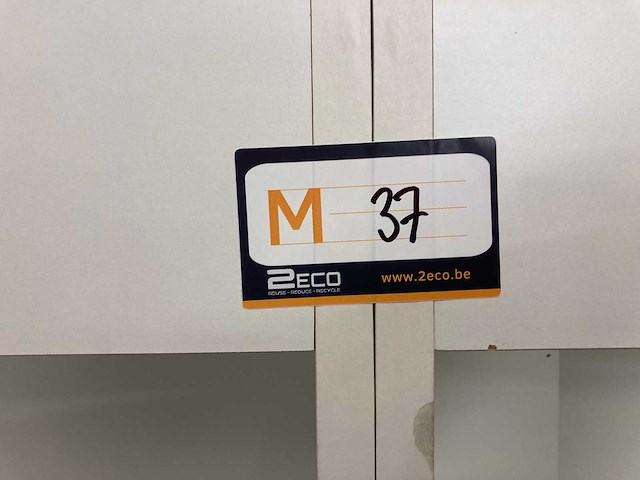 M 37
2ECO www.2eco.be
REUSE - REDUCE - RECYCLE